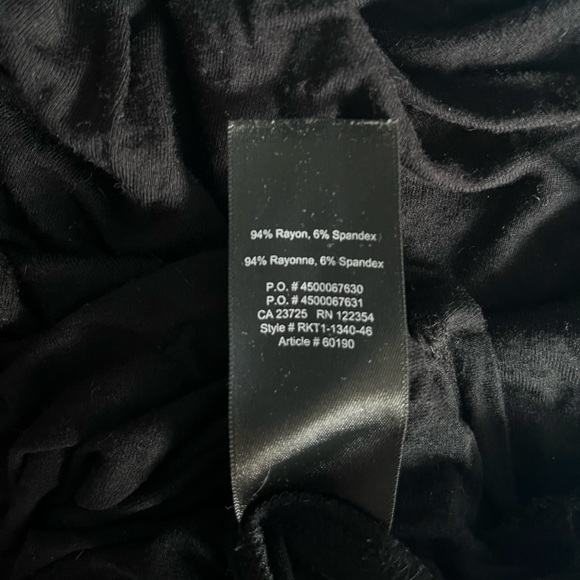 94% Rayon, 6% Spandex
94% Rayonne, 6% Spandex
P.O. # 4500067630
P.O. # 4500067631
CA 23725 RN 122354
Style # RKT1-1340-46
Article # 60190